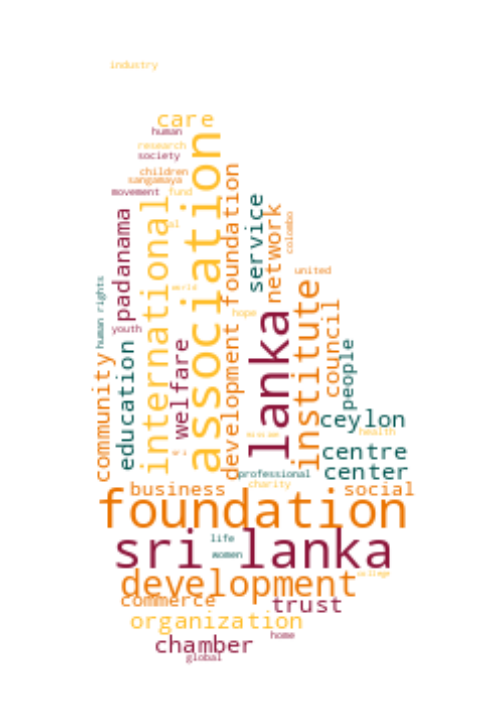 industry
care
human
research
society
children
sangamaya
movement fund
association
international
development foundation
padanama
service
network
colombo
united
human rights
world
hope
youth
lanka
institute
council
people
welfare
education
community
ceylon
health
centre
center
professional
charity
business
social
foundation
sri lanka
life
women
development
college
commerce
trust
organization
home
chamber
global